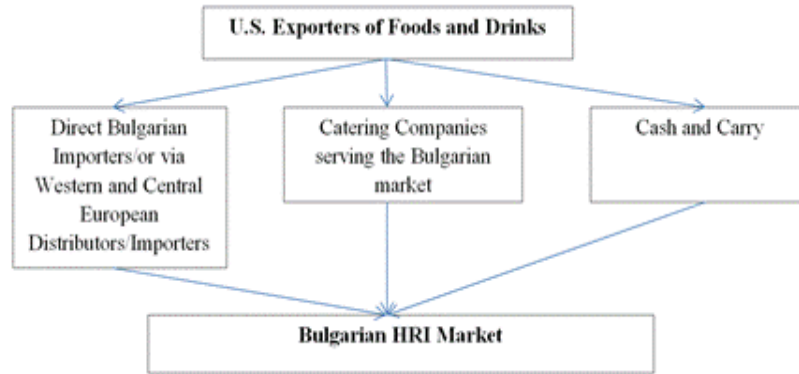 U.S. Exporters of Foods and Drinks
Direct Bulgarian
Importers/or via
Western and Central
European
Distributors/Importers
Catering Companies
serving the Bulgarian
market
Cash and Carry
Bulgarian HRI Market